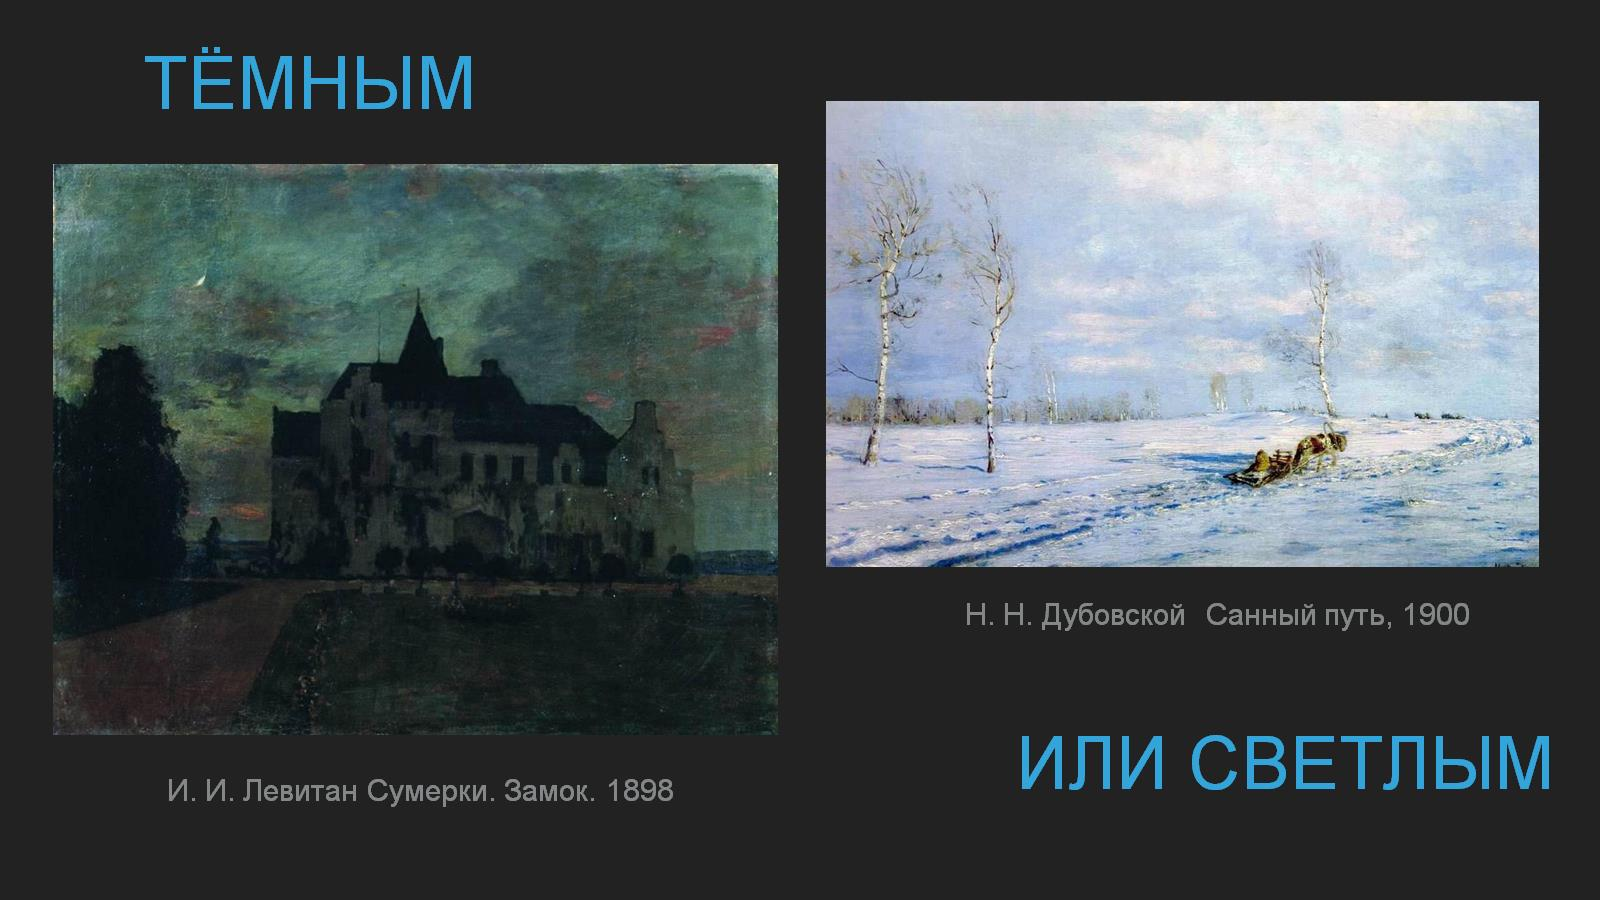 ТЁМНЫМ
И. И. Левитан Сумерки. Замок. 1898
Н. Н. Дубовской Санный путь, 1900
ИЛИ СВЕТЛЫМ